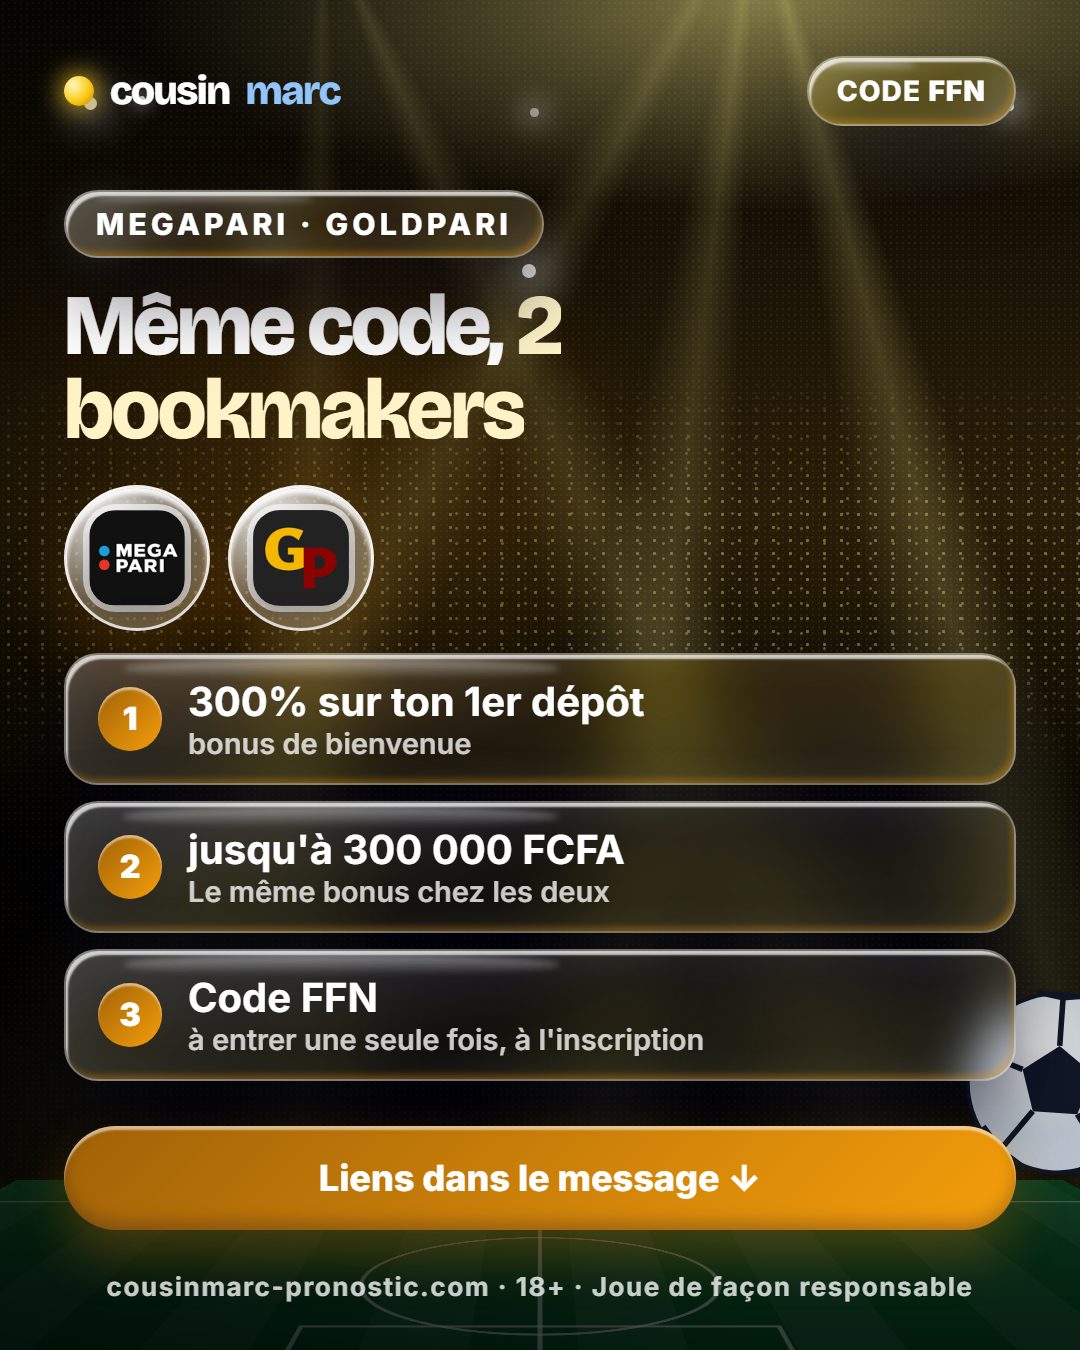 cousin marc
CODE FFN
MEGAPARI · GOLDPARI
Même code, 2
bookmakers
MEGA
PARI
GP
1
300% sur ton 1er dépôt
bonus de bienvenue
2
jusqu'à 300 000 FCFA
Le même bonus chez les deux
3
Code FFN
à entrer une seule fois, à l'inscription
Liens dans le message ↓
cousinmarc-pronostic.com · 18+ · Joue de façon responsable